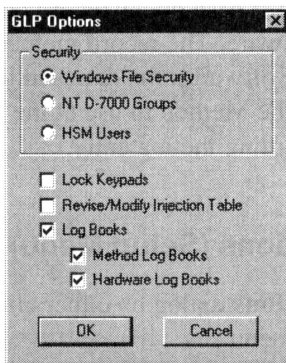 GLP Options
Security
Windows File Security
NT D-7000 Groups
HSM Users
Lock Keypads
Revise/Modify Injection Table
Log Books
Method Log Books
Hardware Log Books
OK
Cancel